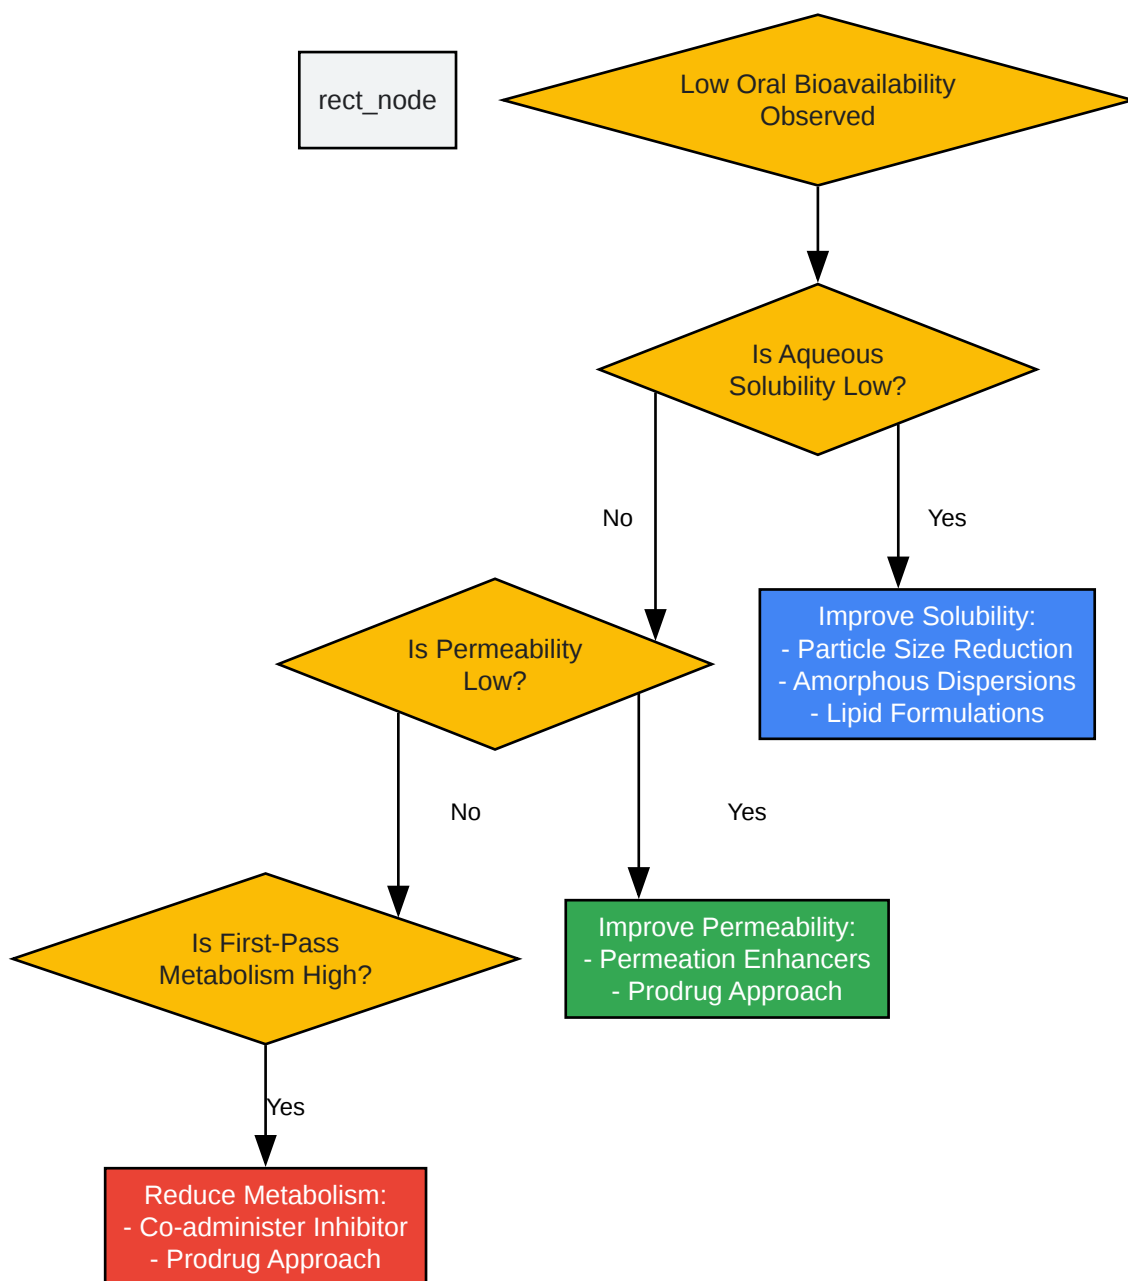 rect_node
Low Oral Bioavailability
Observed
Is Aqueous
Solubility Low?
No
Yes
Improve Solubility:
- Particle Size Reduction
- Amorphous Dispersions
- Lipid Formulations
Is Permeability
Low?
No
Yes
Improve Permeability:
- Permeation Enhancers
- Prodrug Approach
Is First-Pass
Metabolism High?
Yes
Reduce Metabolism:
- Co-administer Inhibitor
- Prodrug Approach